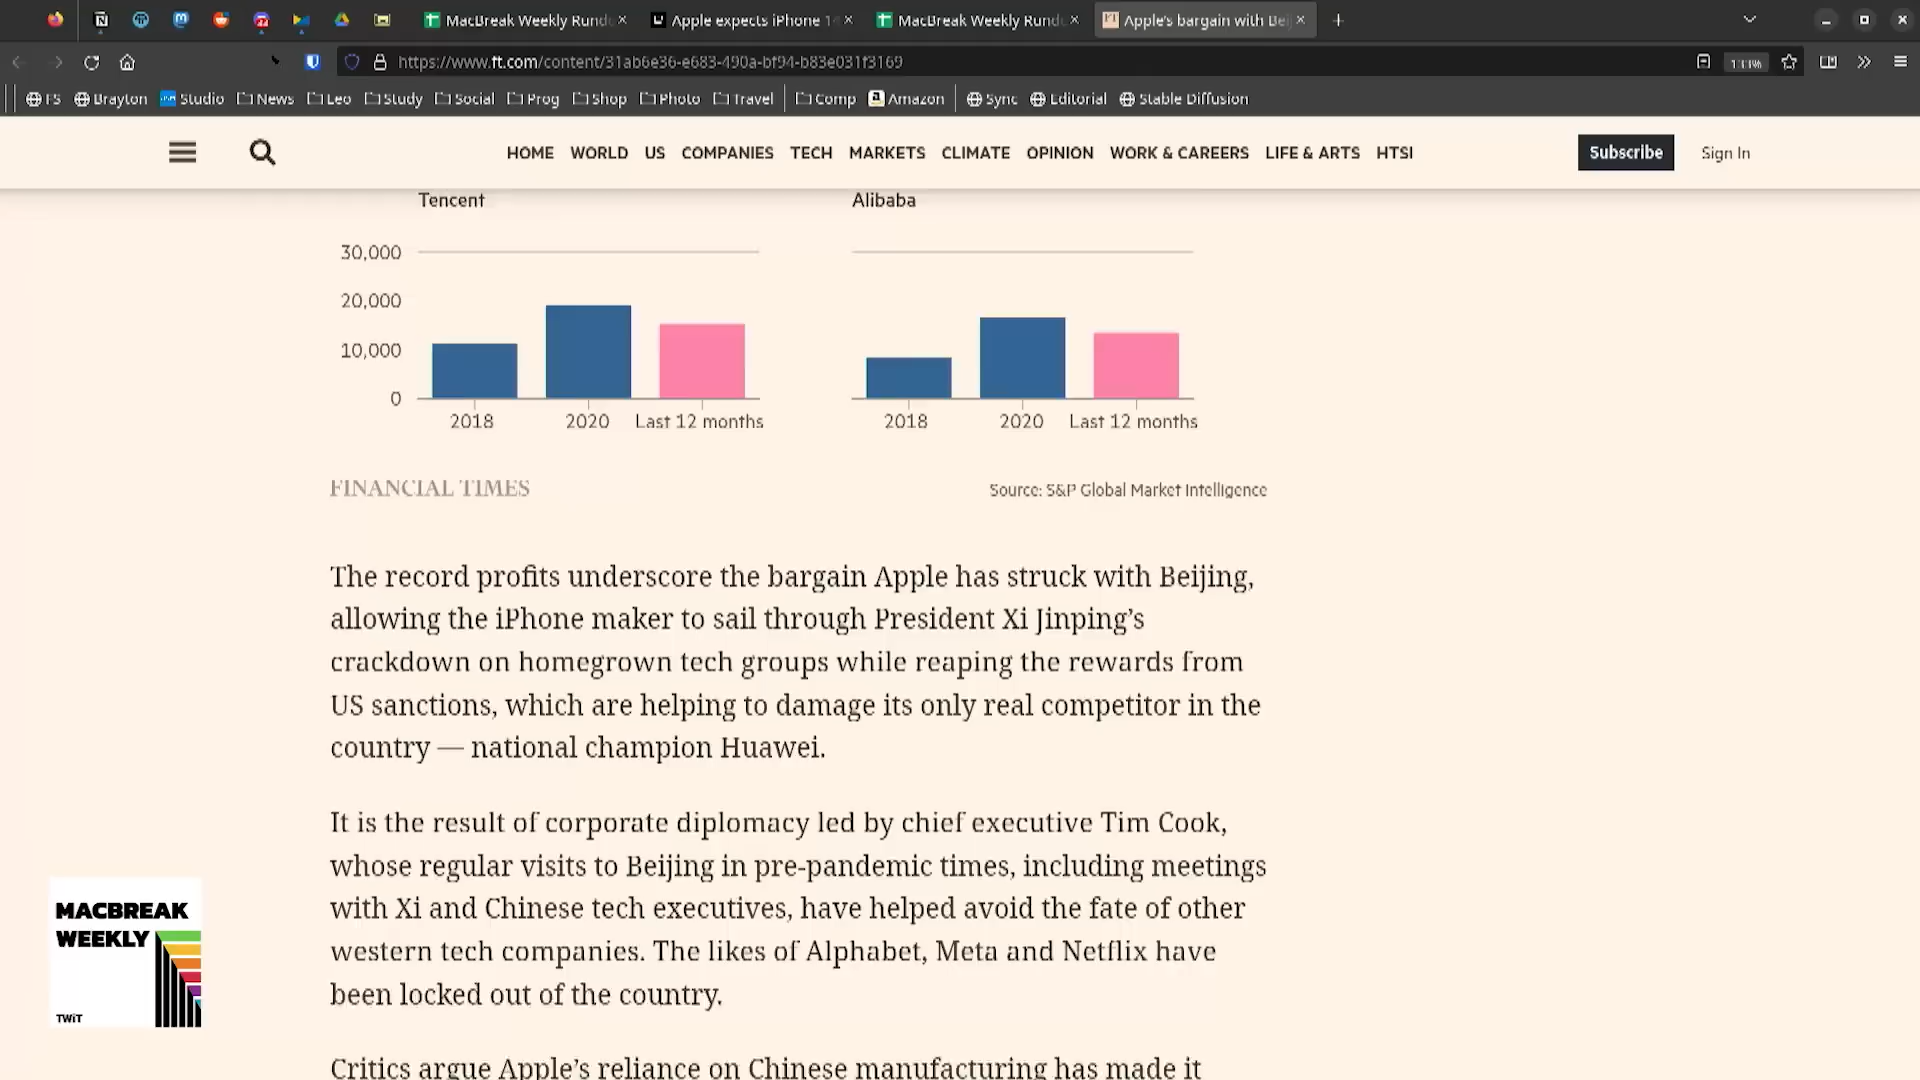 MacBreak Weekly Rund
Apple expects iPhone 1
MacBreak Weekly Rund
Apple's bargain with Bei
https://www.ft.com/content/31ab6e36-e683-490a-bf94-b83e031f3169
133%
FS Brayton Studio News Leo Study Social Prog Shop Photo Travel Comp Amazon Sync Editorial Stable Diffusion
HOME WORLD US COMPANIES TECH MARKETS CLIMATE OPINION WORK & CAREERS LIFE & ARTS HTSI
Subscribe Sign In
Tencent Alibaba
30,000
20,000
10,000
0
2018 2020 Last 12 months 2018 2020 Last 12 months
FINANCIAL TIMES Source: S&P Global Market Intelligence
The record profits underscore the bargain Apple has struck with Beijing,
allowing the iPhone maker to sail through President Xi Jinping’s
crackdown on homegrown tech groups while reaping the rewards from
US sanctions, which are helping to damage its only real competitor in the
country — national champion Huawei.
It is the result of corporate diplomacy led by chief executive Tim Cook,
whose regular visits to Beijing in pre-pandemic times, including meetings
with Xi and Chinese tech executives, have helped avoid the fate of other
western tech companies. The likes of Alphabet, Meta and Netflix have
been locked out of the country.
Critics argue Apple’s reliance on Chinese manufacturing has made it
MACBREAK
WEEKLY
TWiT